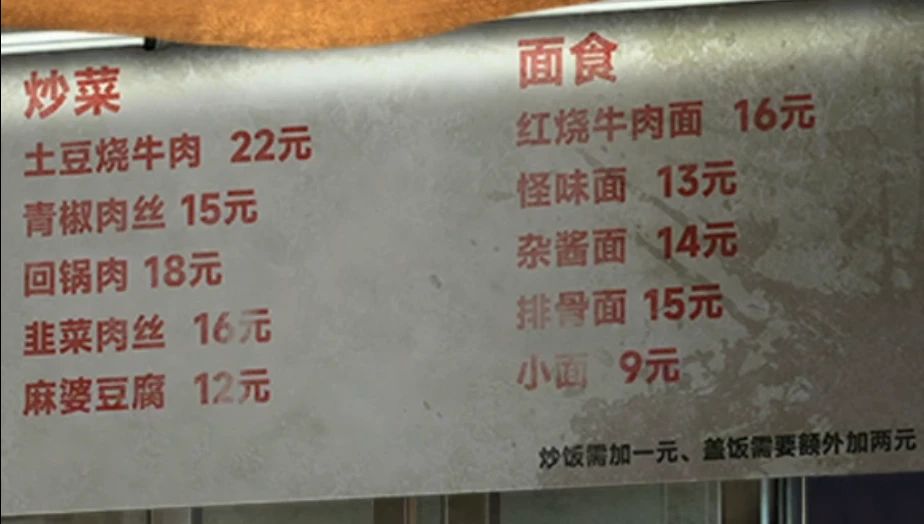 炒菜
土豆烧牛肉 22元
青椒肉丝 15元
回锅肉 18元
韭菜肉丝 16元
麻婆豆腐 12元
面食
红烧牛肉面 16元
怪味面 13元
杂酱面 14元
排骨面 15元
小面 9元
炒饭需加一元、盖饭需要额外加两元